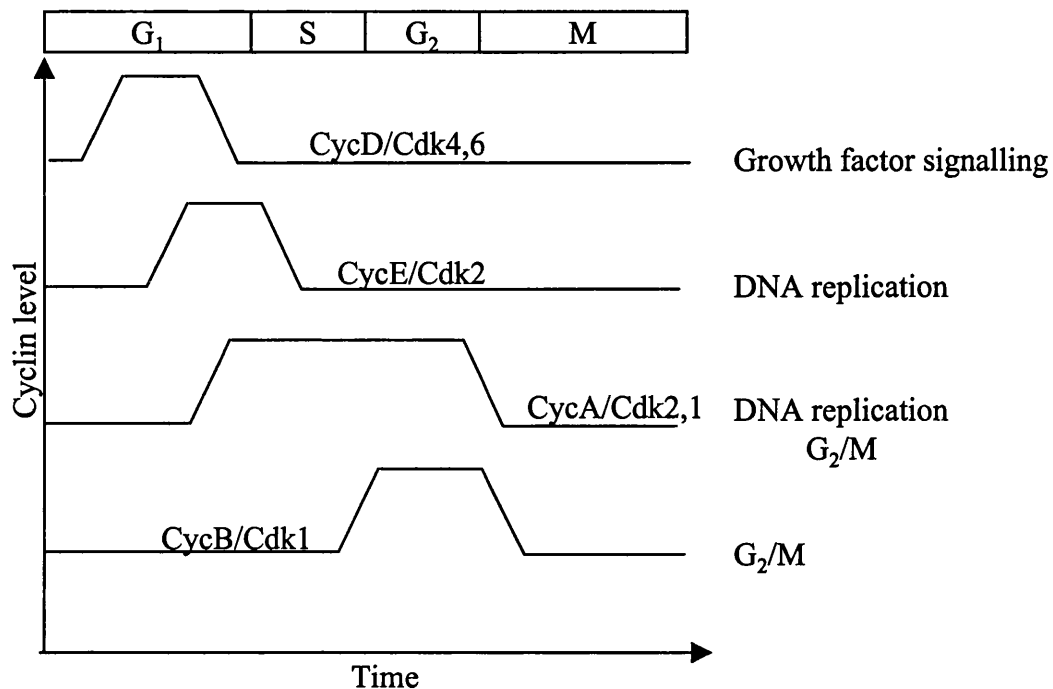 G₁ S G₂ M
CycD/Cdk4,6
Growth factor signalling
CycE/Cdk2
DNA replication
Cyclin level
CycA/Cdk2,1
DNA replication
G₂/M
CycB/Cdk1
G₂/M
Time